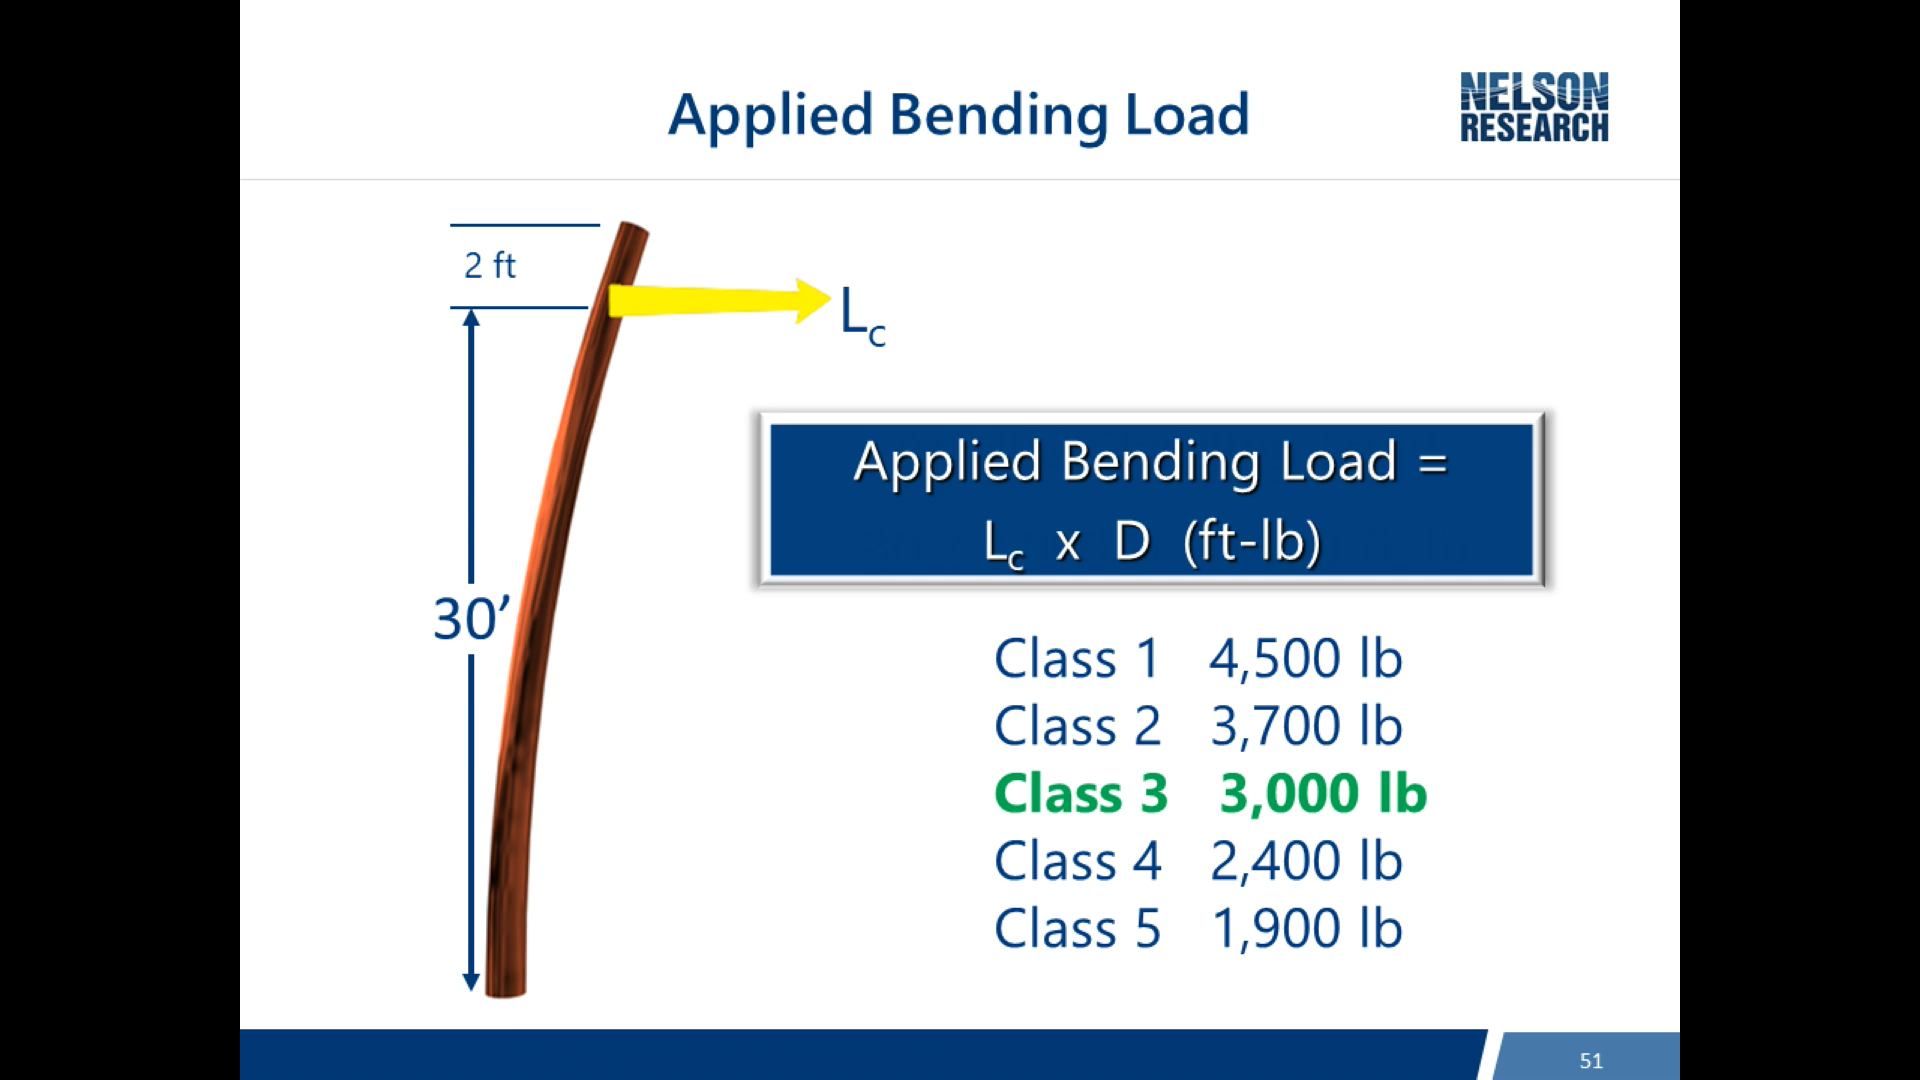 Applied Bending Load
NELSON
RESEARCH
2 ft
Lc
30’
Applied Bending Load =
Lc x D (ft-lb)
Class 1 4,500 lb
Class 2 3,700 lb
Class 3 3,000 lb
Class 4 2,400 lb
Class 5 1,900 lb
51